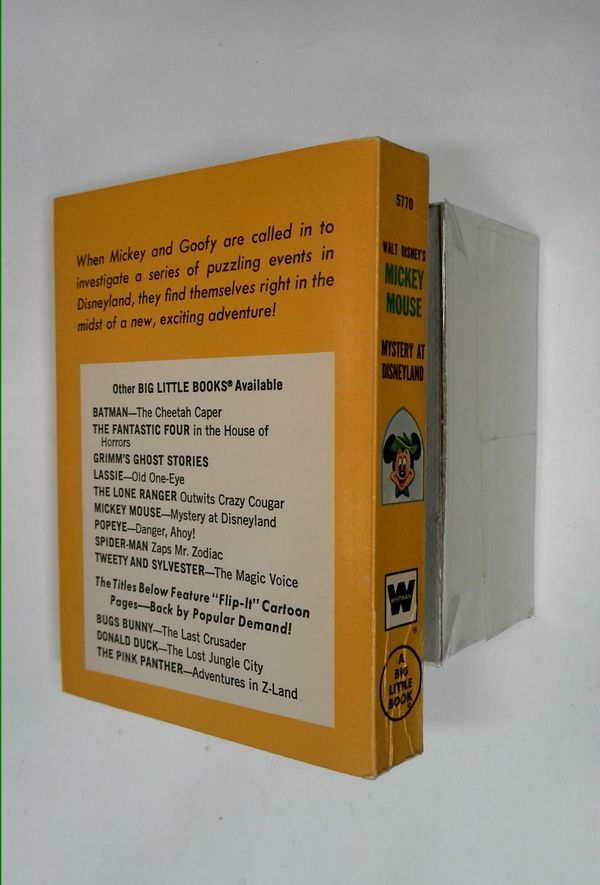 When Mickey and Goofy are called in to
investigate a series of puzzling events in
Disneyland, they find themselves right in the
midst of a new, exciting adventure!
Other BIG LITTLE BOOKS® Available
BATMAN—The Cheetah Caper
THE FANTASTIC FOUR in the House of
Horrors
GRIMM'S GHOST STORIES
LASSIE—Old One-Eye
THE LONE RANGER Outwits Crazy Cougar
MICKEY MOUSE—Mystery at Disneyland
POPEYE—Danger, Ahoy!
SPIDER-MAN Zaps Mr. Zodiac
TWEETY AND SYLVESTER—The Magic Voice
The Titles Below Feature "Flip-It" Cartoon
Pages—Back by Popular Demand!
BUGS BUNNY—The Last Crusader
DONALD DUCK—The Lost Jungle City
THE PINK PANTHER—Adventures in Z-Land
5770
WALT DISNEY'S
MICKEY
MOUSE
MYSTERY AT
DISNEYLAND
W
WHITMAN
®
A
BIG
LITTLE
BOOK®